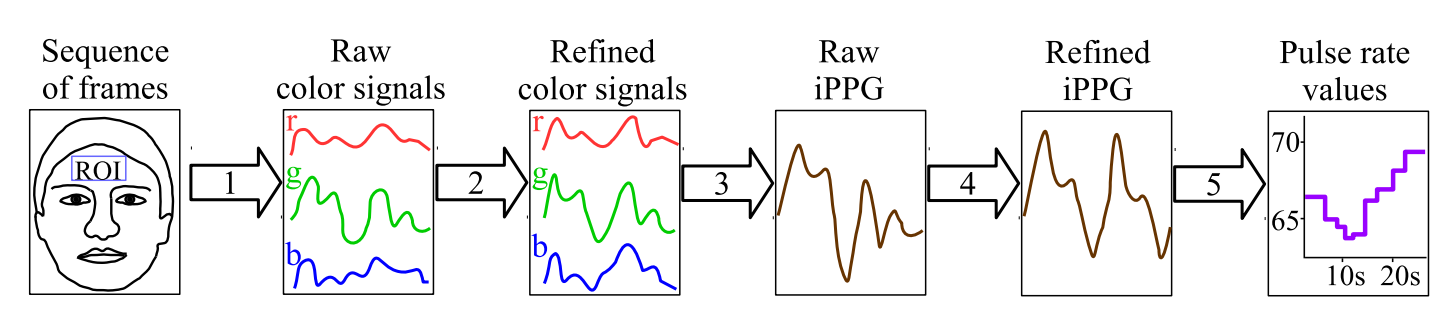 Sequence
of frames
Raw
color signals
Refined
color signals
Raw
iPPG
Refined
iPPG
Pulse rate
values
ROI
1
r
g
b
2
r
g
b
3
4
5
70
65
10s 20s